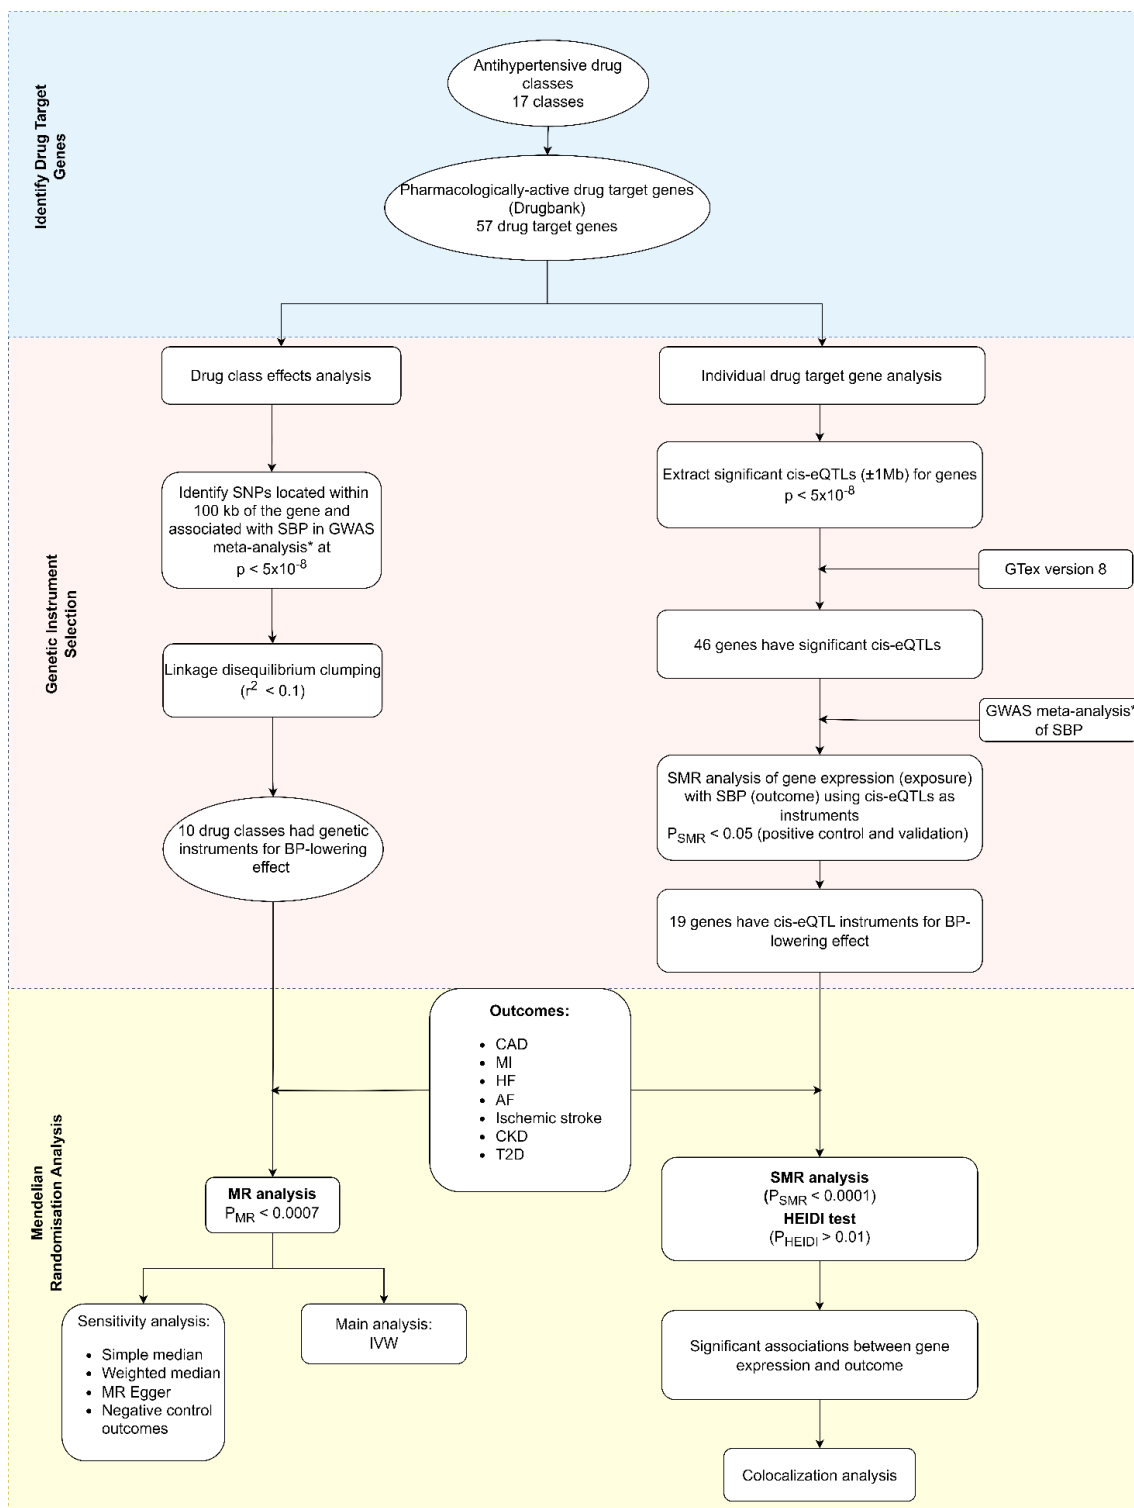 Identify Drug Target
Genes
Antihypertensive drug
classes
17 classes
Pharmacologically-active drug target genes
(Drugbank)
57 drug target genes
Genetic Instrument
Selection
Drug class effects analysis
Identify SNPs located within
100 kb of the gene and
associated with SBP in GWAS
meta-analysis* at
p < 5x10-8
Linkage disequilibrium clumping
(r2 < 0.1)
10 drug classes had genetic
instruments for BP-lowering
effect
Individual drug target gene analysis
Extract significant cis-eQTLs (±1Mb) for genes
p < 5x10-8
GTex version 8
46 genes have significant cis-eQTLs
GWAS meta-analysis*
of SBP
SMR analysis of gene expression (exposure)
with SBP (outcome) using cis-eQTLs as
instruments
PSMR < 0.05 (positive control and validation)
19 genes have cis-eQTL instruments for BP-
lowering effect
Mendelian
Randomisation Analysis
Outcomes:
• CAD
• MI
• HF
• AF
• Ischemic stroke
• CKD
• T2D
MR analysis
PMR < 0.0007
Sensitivity analysis:
• Simple median
• Weighted median
• MR Egger
• Negative control
outcomes
Main analysis:
IVW
SMR analysis
(PSMR < 0.0001)
HEIDI test
(PHEIDI > 0.01)
Significant associations between gene
expression and outcome
Colocalization analysis